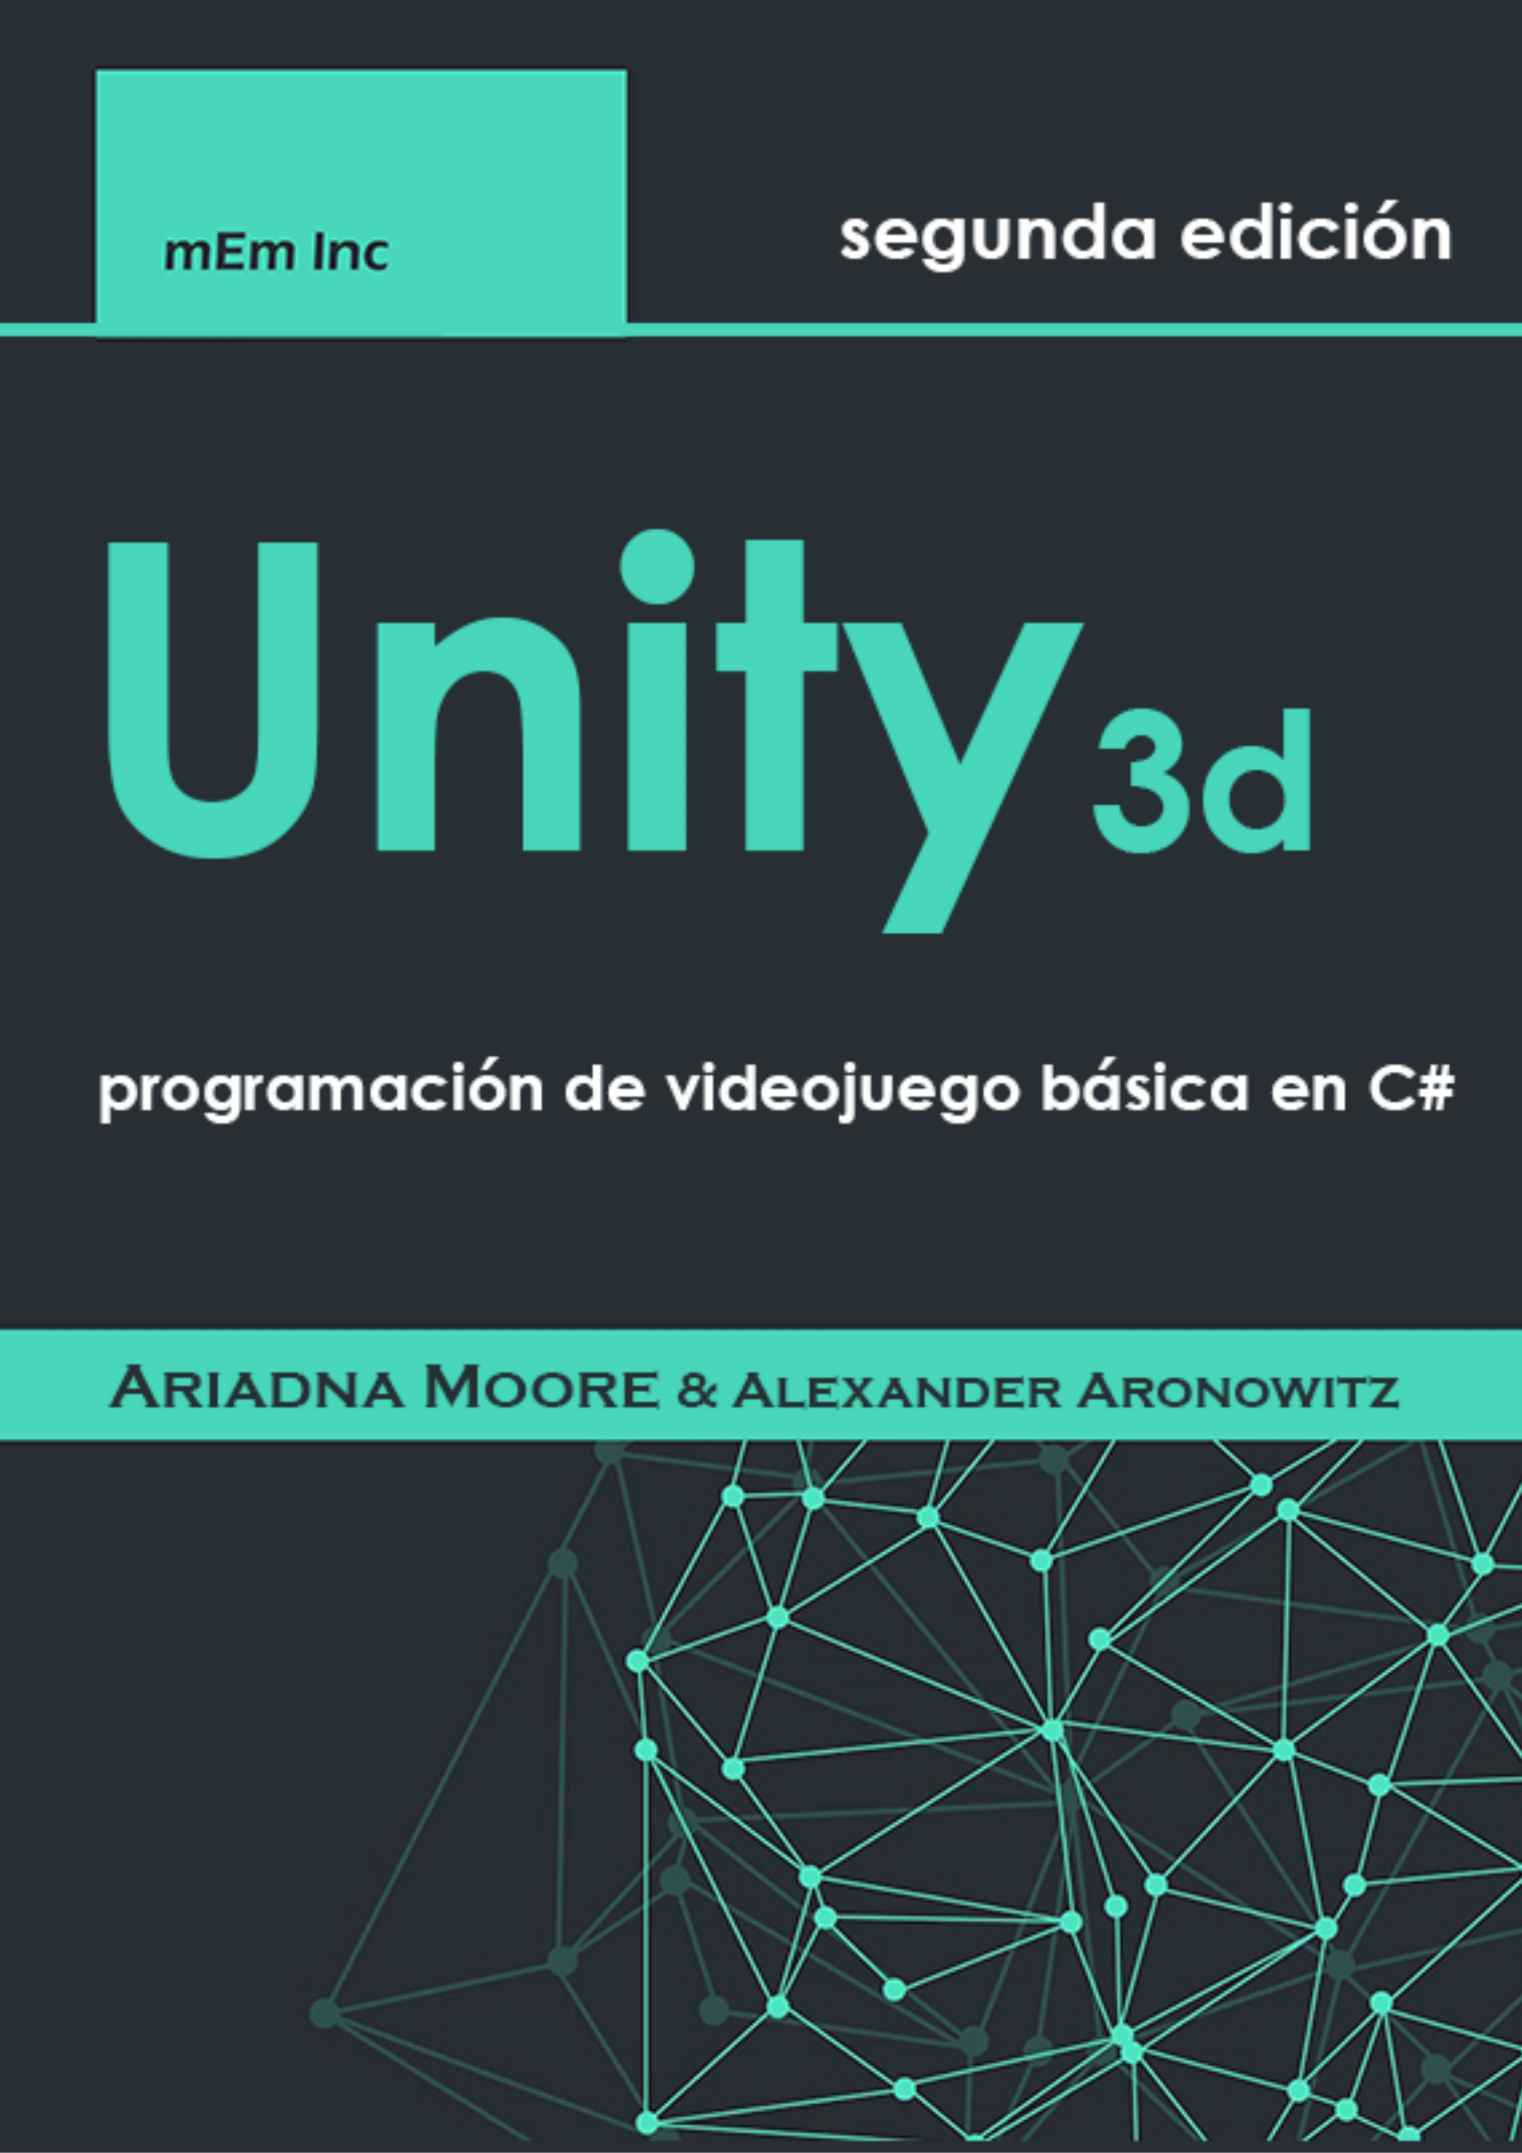 mEm Inc
segunda edición
Unity 3d
programación de videojuego básica en C#
ARIADNA MOORE & ALEXANDER ARONOWITZ